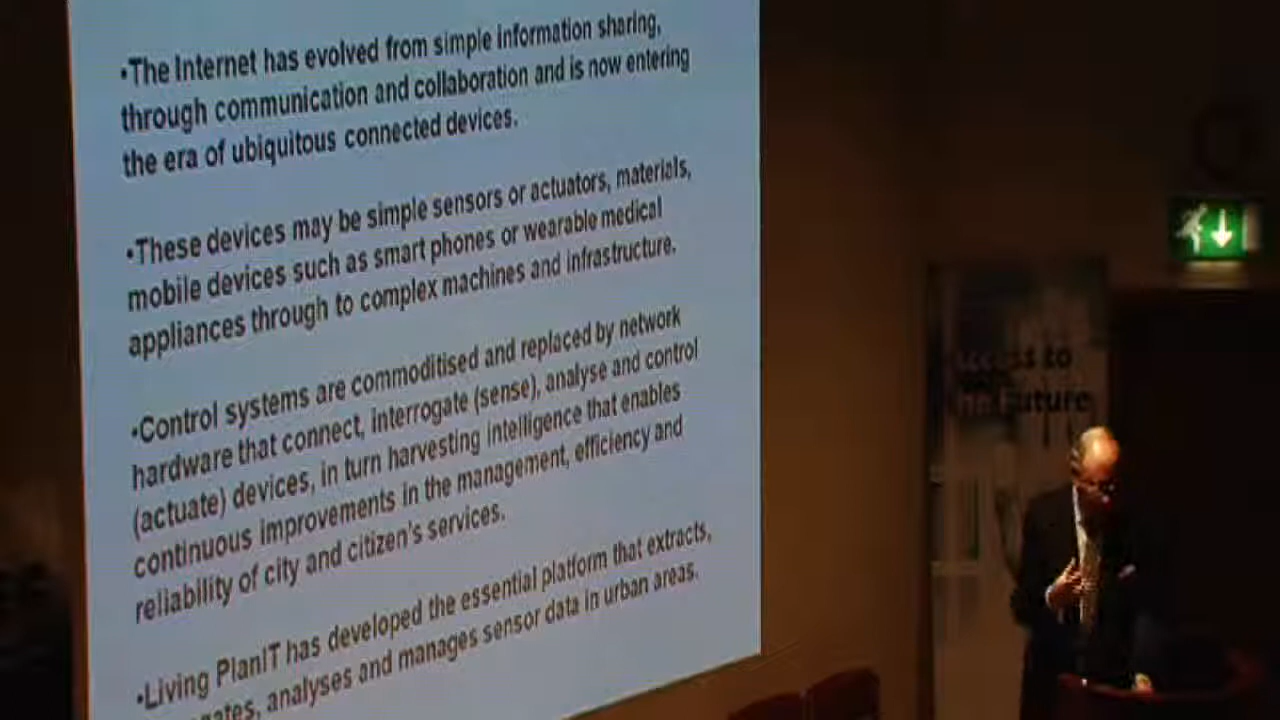 •The Internet has evolved from simple information sharing,
through communication and collaboration and is now entering
the era of ubiquitous connected devices.
•These devices may be simple sensors or actuators, materials,
mobile devices such as smart phones or wearable medical
appliances through to complex machines and infrastructure.
•Control systems are commoditised and replaced by network
hardware that connect, interrogate (sense), analyse and control
(actuate) devices, in turn harvesting intelligence that enables
continuous improvements in the management, efficiency and
reliability of city and citizen's services.
•Living PlanIT has developed the essential platform that extracts,
analyses and manages sensor data in urban areas.
access to
future